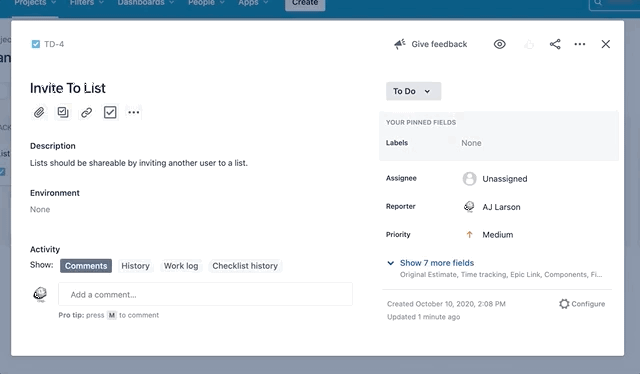 Projects Filters Dashboards People Apps Create
TD-4
Give feedback
Invite To List
Description
Lists should be shareable by inviting another user to a list.
Environment
None
Activity
Show: Comments History Work log Checklist history
Add a comment…
Pro tip: press M to comment
To Do
YOUR PINNED FIELDS
Labels None
Assignee Unassigned
Reporter AJ Larson
Priority Medium
Show 7 more fields
Original Estimate, Time tracking, Epic Link, Components, Fi...
Created October 10, 2020, 2:08 PM
Configure
Updated 1 minute ago